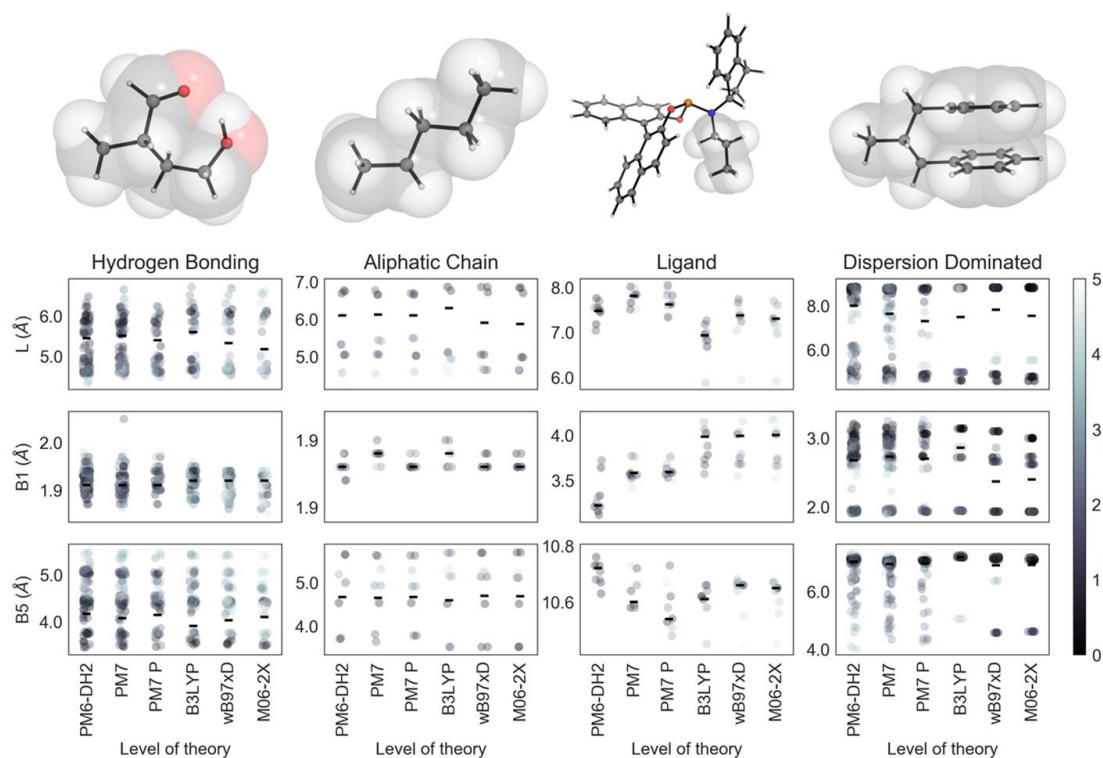 Hydrogen Bonding Aliphatic Chain Ligand Dispersion Dominated
L (Å) 6.0 5.0 7.0 6.0 5.0 8.0 7.0 6.0 8.0 6.0
B1 (Å) 2.0 1.9 1.9 1.9 4.0 3.5 3.0 2.0
B5 (Å) 5.0 4.0 5.0 4.0 10.8 10.6 6.0 4.0
5
4
3
2
1
0
PM6-DH2 PM7 PM7 P B3LYP wB97xD M06-2X PM6-DH2 PM7 PM7 P B3LYP wB97xD M06-2X PM6-DH2 PM7 PM7 P B3LYP wB97xD M06-2X PM6-DH2 PM7 PM7 P B3LYP wB97xD M06-2X
Level of theory Level of theory Level of theory Level of theory